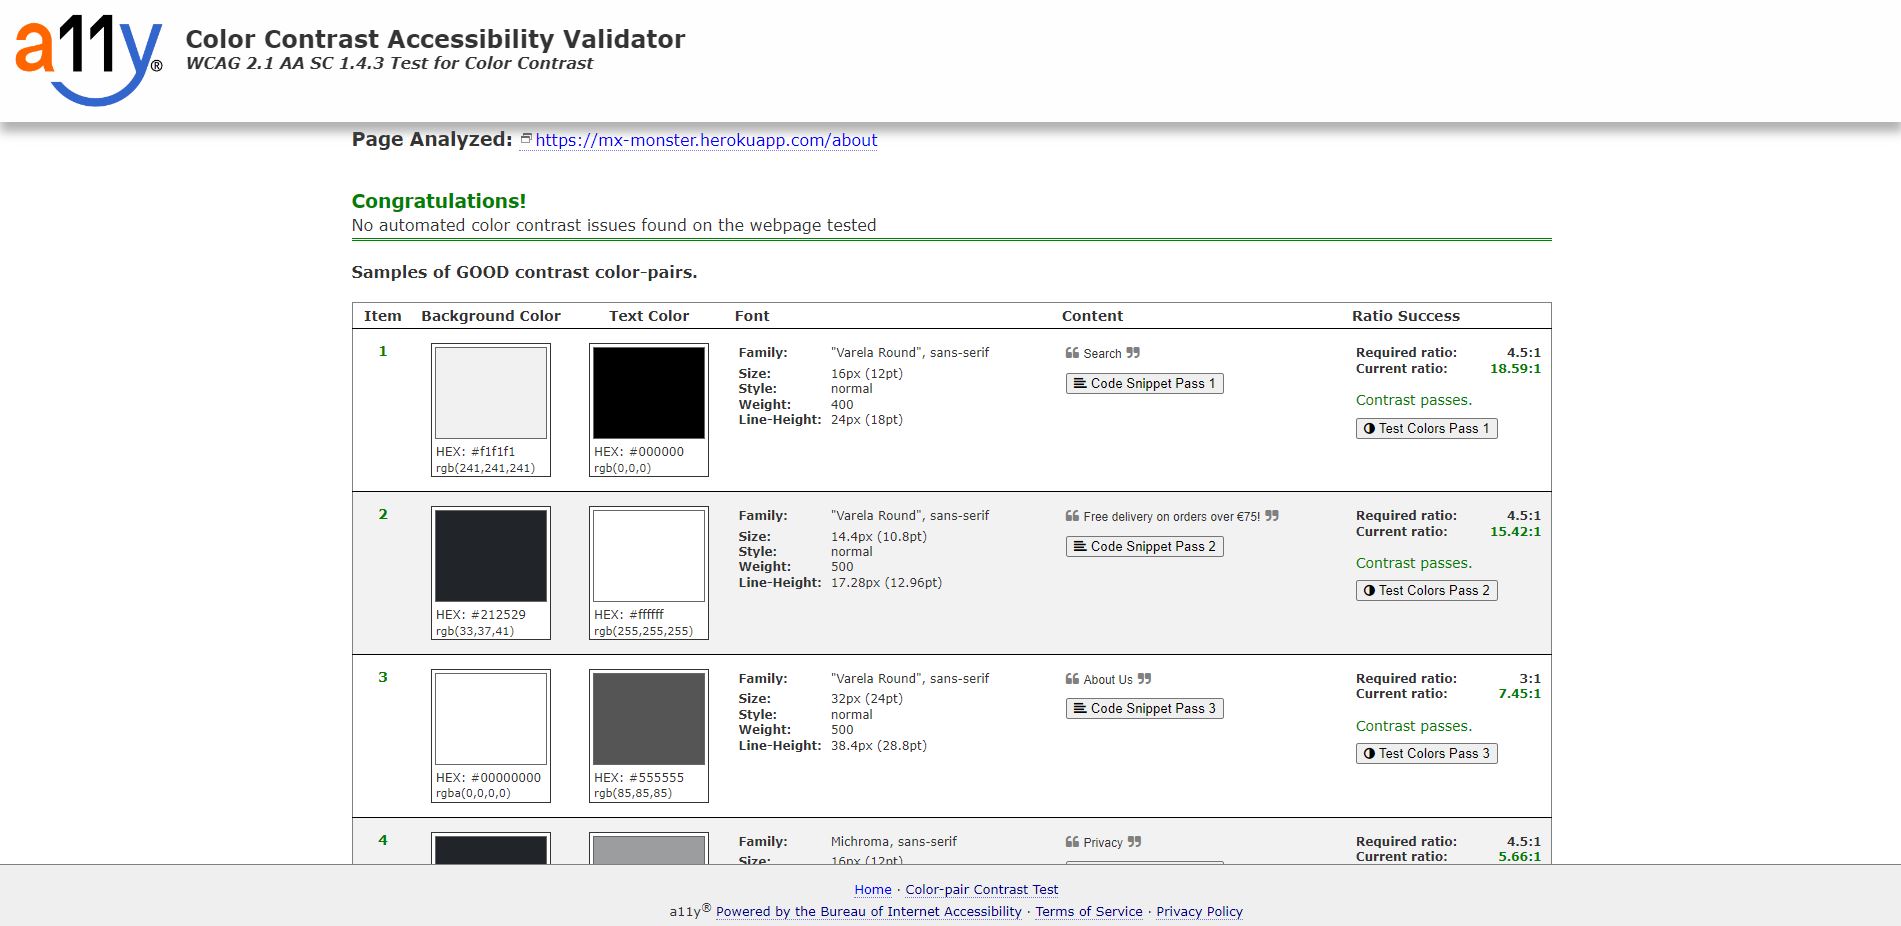 a11y®
Color Contrast Accessibility Validator
WCAG 2.1 AA SC 1.4.3 Test for Color Contrast
Page Analyzed: https://mx-monster.herokuapp.com/about
Congratulations!
No automated color contrast issues found on the webpage tested
Samples of GOOD contrast color-pairs.
Item Background Color Text Color Font Content Ratio Success
1
HEX: #f1f1f1
rgb(241,241,241)
HEX: #000000
rgb(0,0,0)
Family: "Varela Round", sans-serif
Size: 16px (12pt)
Style: normal
Weight: 400
Line-Height: 24px (18pt)
❝ Search ❞
Code Snippet Pass 1
Required ratio: 4.5:1
Current ratio: 18.59:1
Contrast passes.
Test Colors Pass 1
2
HEX: #212529
rgb(33,37,41)
HEX: #ffffff
rgb(255,255,255)
Family: "Varela Round", sans-serif
Size: 14.4px (10.8pt)
Style: normal
Weight: 500
Line-Height: 17.28px (12.96pt)
❝ Free delivery on orders over €75! ❞
Code Snippet Pass 2
Required ratio: 4.5:1
Current ratio: 15.42:1
Contrast passes.
Test Colors Pass 2
3
HEX: #00000000
rgba(0,0,0,0)
HEX: #555555
rgb(85,85,85)
Family: "Varela Round", sans-serif
Size: 32px (24pt)
Style: normal
Weight: 500
Line-Height: 38.4px (28.8pt)
❝ About Us ❞
Code Snippet Pass 3
Required ratio: 3:1
Current ratio: 7.45:1
Contrast passes.
Test Colors Pass 3
4
Family: Michroma, sans-serif
Size: 16px (12pt)
❝ Privacy ❞
Required ratio: 4.5:1
Current ratio: 5.66:1
Home · Color-pair Contrast Test
a11y® Powered by the Bureau of Internet Accessibility · Terms of Service · Privacy Policy